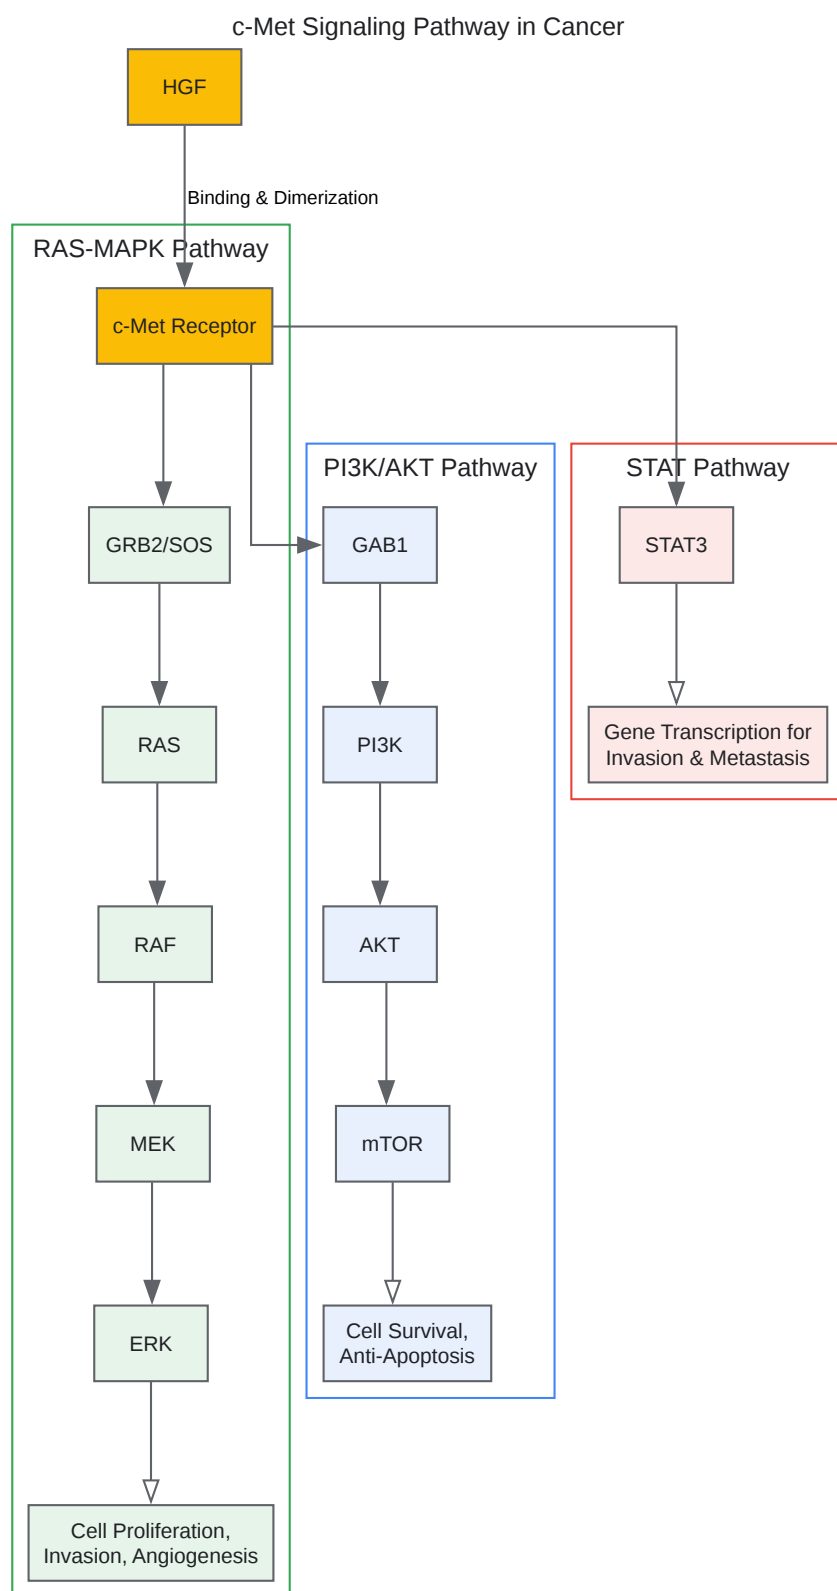 c-Met Signaling Pathway in Cancer
HGF
Binding & Dimerization
RAS-MAPK Pathway
c-Met Receptor
PI3K/AKT Pathway
STAT Pathway
GRB2/SOS
GAB1
STAT3
RAS
PI3K
Gene Transcription for
Invasion & Metastasis
RAF
AKT
MEK
mTOR
ERK
Cell Survival,
Anti-Apoptosis
Cell Proliferation,
Invasion, Angiogenesis